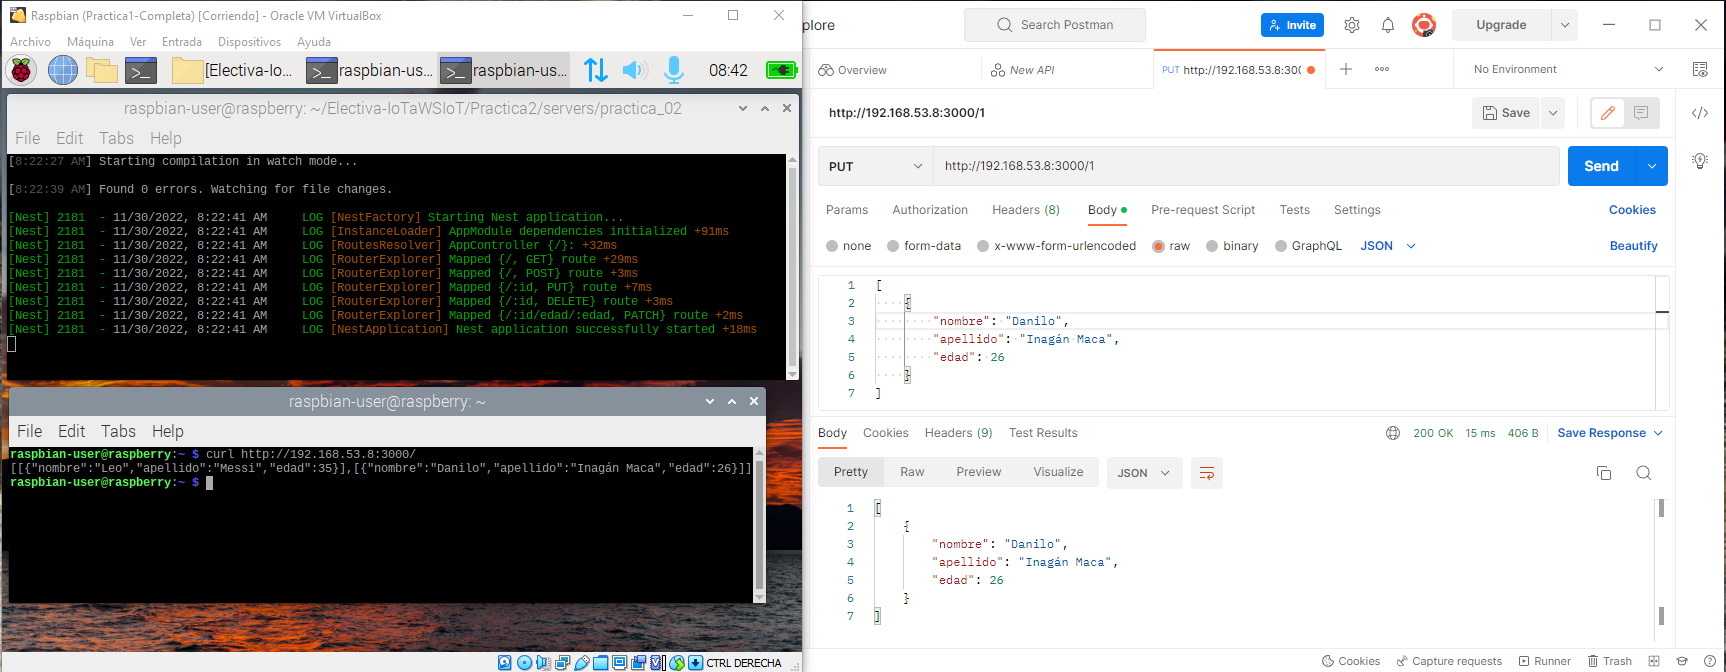 Raspbian (Practica1-Completa) [Corriendo] - Oracle VM VirtualBox
Archivo Máquina Ver Entrada Dispositivos Ayuda
[Electiva-Io... raspbian-us... raspbian-us... 08:42
raspbian-user@raspberry: ~/Electiva-IoTaWSIoT/Practica2/servers/practica_02
File Edit Tabs Help
[8:22:27 AM] Starting compilation in watch mode...
[8:22:39 AM] Found 0 errors. Watching for file changes.
[Nest] 2181 - 11/30/2022, 8:22:41 AM LOG [NestFactory] Starting Nest application...
[Nest] 2181 - 11/30/2022, 8:22:41 AM LOG [InstanceLoader] AppModule dependencies initialized +91ms
[Nest] 2181 - 11/30/2022, 8:22:41 AM LOG [RoutesResolver] AppController {/}: +32ms
[Nest] 2181 - 11/30/2022, 8:22:41 AM LOG [RouterExplorer] Mapped {/, GET} route +29ms
[Nest] 2181 - 11/30/2022, 8:22:41 AM LOG [RouterExplorer] Mapped {/, POST} route +3ms
[Nest] 2181 - 11/30/2022, 8:22:41 AM LOG [RouterExplorer] Mapped {/:id, PUT} route +7ms
[Nest] 2181 - 11/30/2022, 8:22:41 AM LOG [RouterExplorer] Mapped {/:id, DELETE} route +3ms
[Nest] 2181 - 11/30/2022, 8:22:41 AM LOG [RouterExplorer] Mapped {/:id/edad/:edad, PATCH} route +2ms
[Nest] 2181 - 11/30/2022, 8:22:41 AM LOG [NestApplication] Nest application successfully started +18ms
raspbian-user@raspberry: ~
File Edit Tabs Help
raspbian-user@raspberry:~ $ curl http://192.168.53.8:3000/
[[{"nombre":"Leo","apellido":"Messi","edad":35}],[{"nombre":"Danilo","apellido":"Inagán Maca","edad":26}]]
raspbian-user@raspberry:~ $
CTRL DERECHA
plore Search Postman Invite Upgrade
Overview New API PUT http://192.168.53.8:300 No Environment
http://192.168.53.8:3000/1 Save
PUT http://192.168.53.8:3000/1 Send
Params Authorization Headers (8) Body Pre-request Script Tests Settings Cookies
none form-data x-www-form-urlencoded raw binary GraphQL JSON Beautify
1 [
2 {
3 "nombre": "Danilo",
4 "apellido": "Inagán Maca",
5 "edad": 26
6 }
7 ]
Body Cookies Headers (9) Test Results 200 OK 15 ms 406 B Save Response
Pretty Raw Preview Visualize JSON
1 [
2 {
3 "nombre": "Danilo",
4 "apellido": "Inagán Maca",
5 "edad": 26
6 }
7 ]
Cookies Capture requests Runner Trash